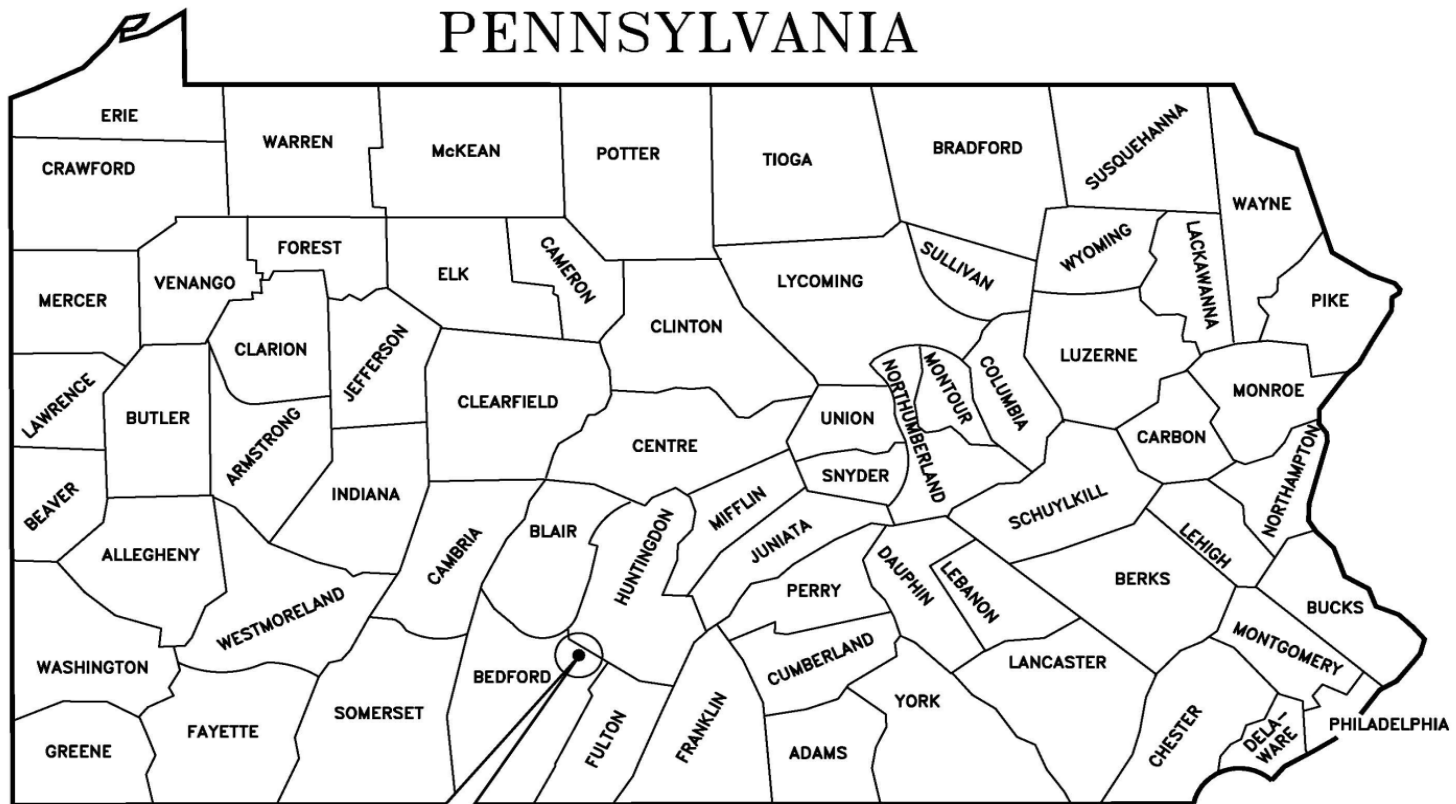 PENNSYLVANIA
ERIE
CRAWFORD
WARREN
McKEAN
POTTER
TIOGA
BRADFORD
SUSQUEHANNA
WAYNE
FOREST
VENANGO
MERCER
ELK
CAMERON
LYCOMING
SULLIVAN
WYOMING
LACKAWANNA
PIKE
CLARION
JEFFERSON
CLINTON
LUZERNE
MONROE
LAWRENCE
BUTLER
ARMSTRONG
CLEARFIELD
CENTRE
UNION
NORTHUMBERLAND
MONTOUR
COLUMBIA
CARBON
NORTHAMPTON
BEAVER
INDIANA
SNYDER
MIFFLIN
SCHUYLKILL
ALLEGHENY
CAMBRIA
BLAIR
HUNTINGDON
JUNIATA
LEHIGH
WESTMORELAND
PERRY
DAUPHIN
LEBANON
BERKS
BUCKS
WASHINGTON
BEDFORD
CUMBERLAND
LANCASTER
MONTGOMERY
GREENE
FAYETTE
SOMERSET
FULTON
FRANKLIN
ADAMS
YORK
CHESTER
DELA-
WARE
PHILADELPHIA